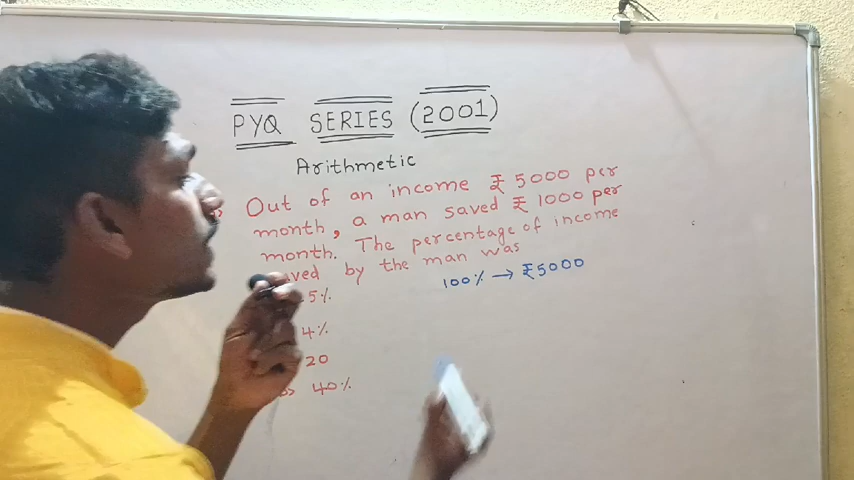 PYQ SERIES (2001)
Arithmetic
Out of an income ₹ 5000 per
month, a man saved ₹ 1000 per
month. The percentage of income
by the man was
100% → ₹5000
5%
4%
20
40%